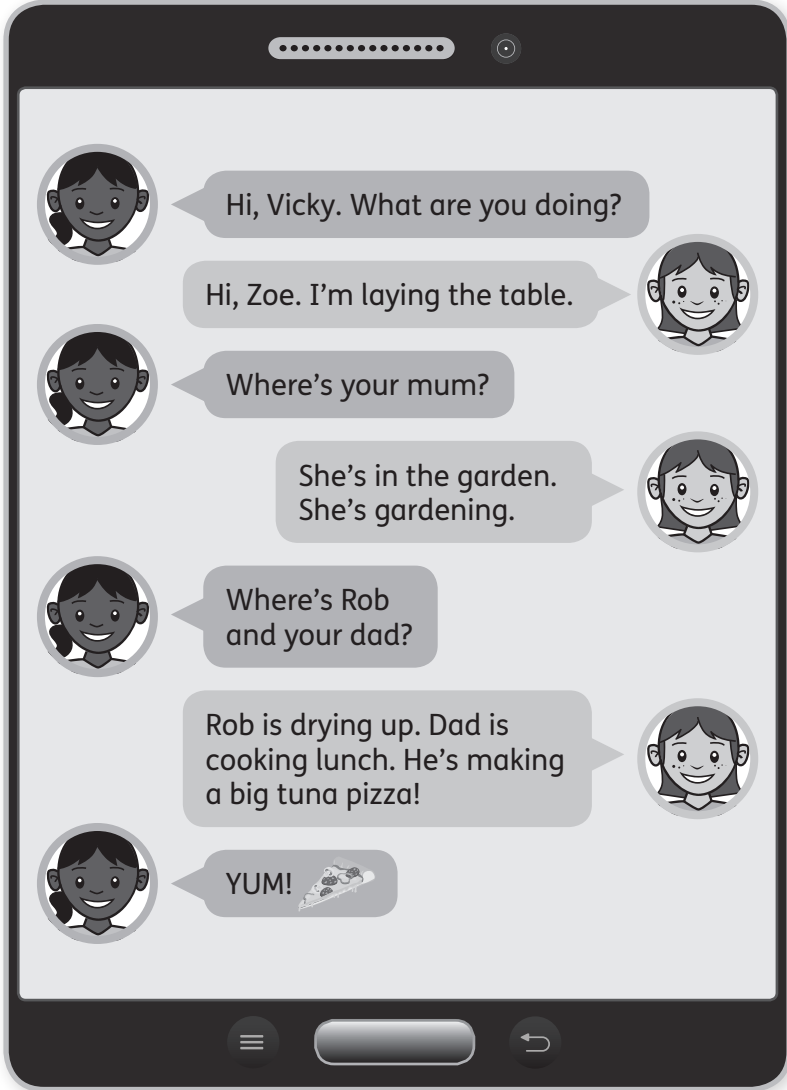 Hi, Vicky. What are you doing?
Hi, Zoe. I’m laying the table.
Where’s your mum?
She’s in the garden.
She’s gardening.
Where’s Rob
and your dad?
Rob is drying up. Dad is
cooking lunch. He’s making
a big tuna pizza!
YUM!